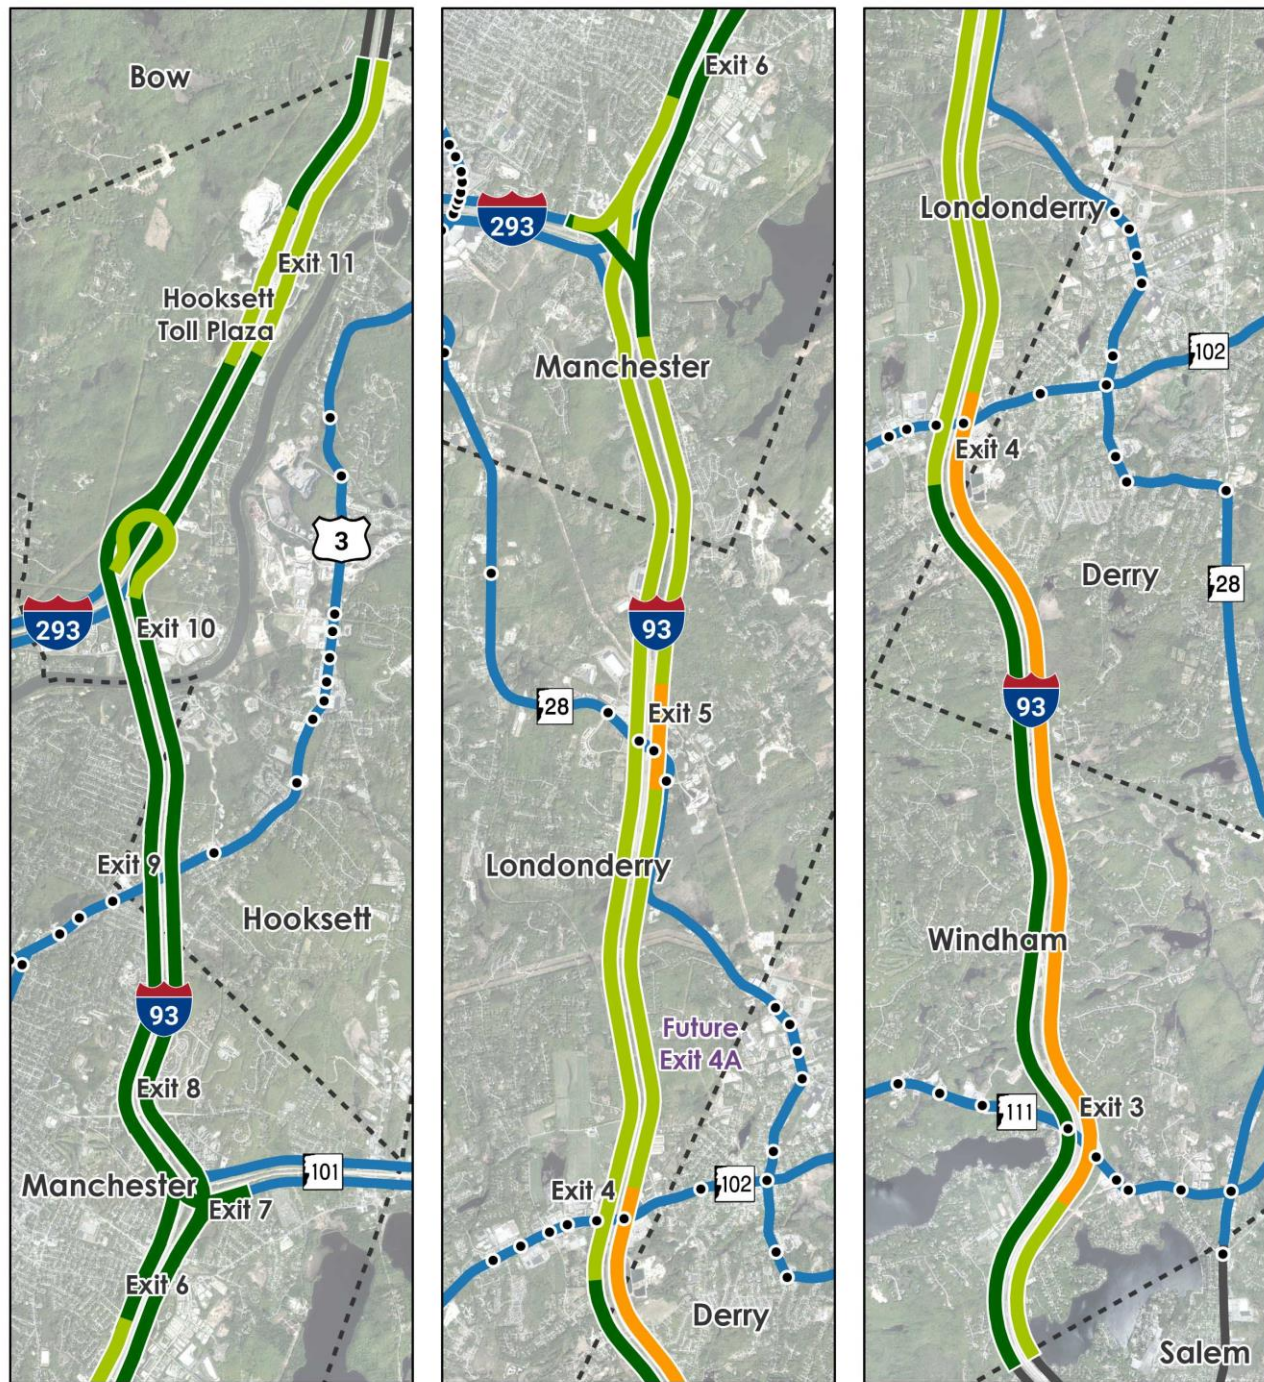 Bow
Exit 11
Hooksett
Toll Plaza
3
293
Exit 10
Exit 9
Hooksett
93
Exit 8
101
Manchester
Exit 7
Exit 6
Exit 6
293
Manchester
93
28
Exit 5
Londonderry
Future
Exit 4A
Exit 4
102
Derry
Londonderry
102
Exit 4
Derry
28
93
Windham
111
Exit 3
Salem